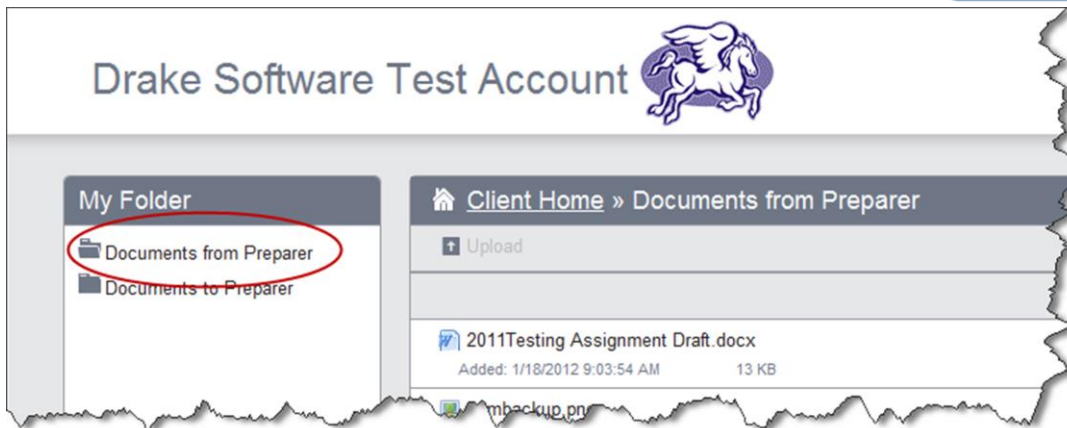 Drake Software Test Account
My Folder
Documents from Preparer
Documents to Preparer
Client Home » Documents from Preparer
Upload
2011Testing Assignment Draft.docx
Added: 1/18/2012 9:03:54 AM 13 KB